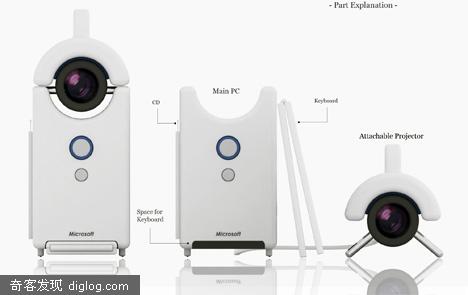 - Part Explanation -
Main PC
CD
Keyboard
Attachable Projector
Space for
Keyboard
Microsoft
Microsoft
奇客发现 diglog.com